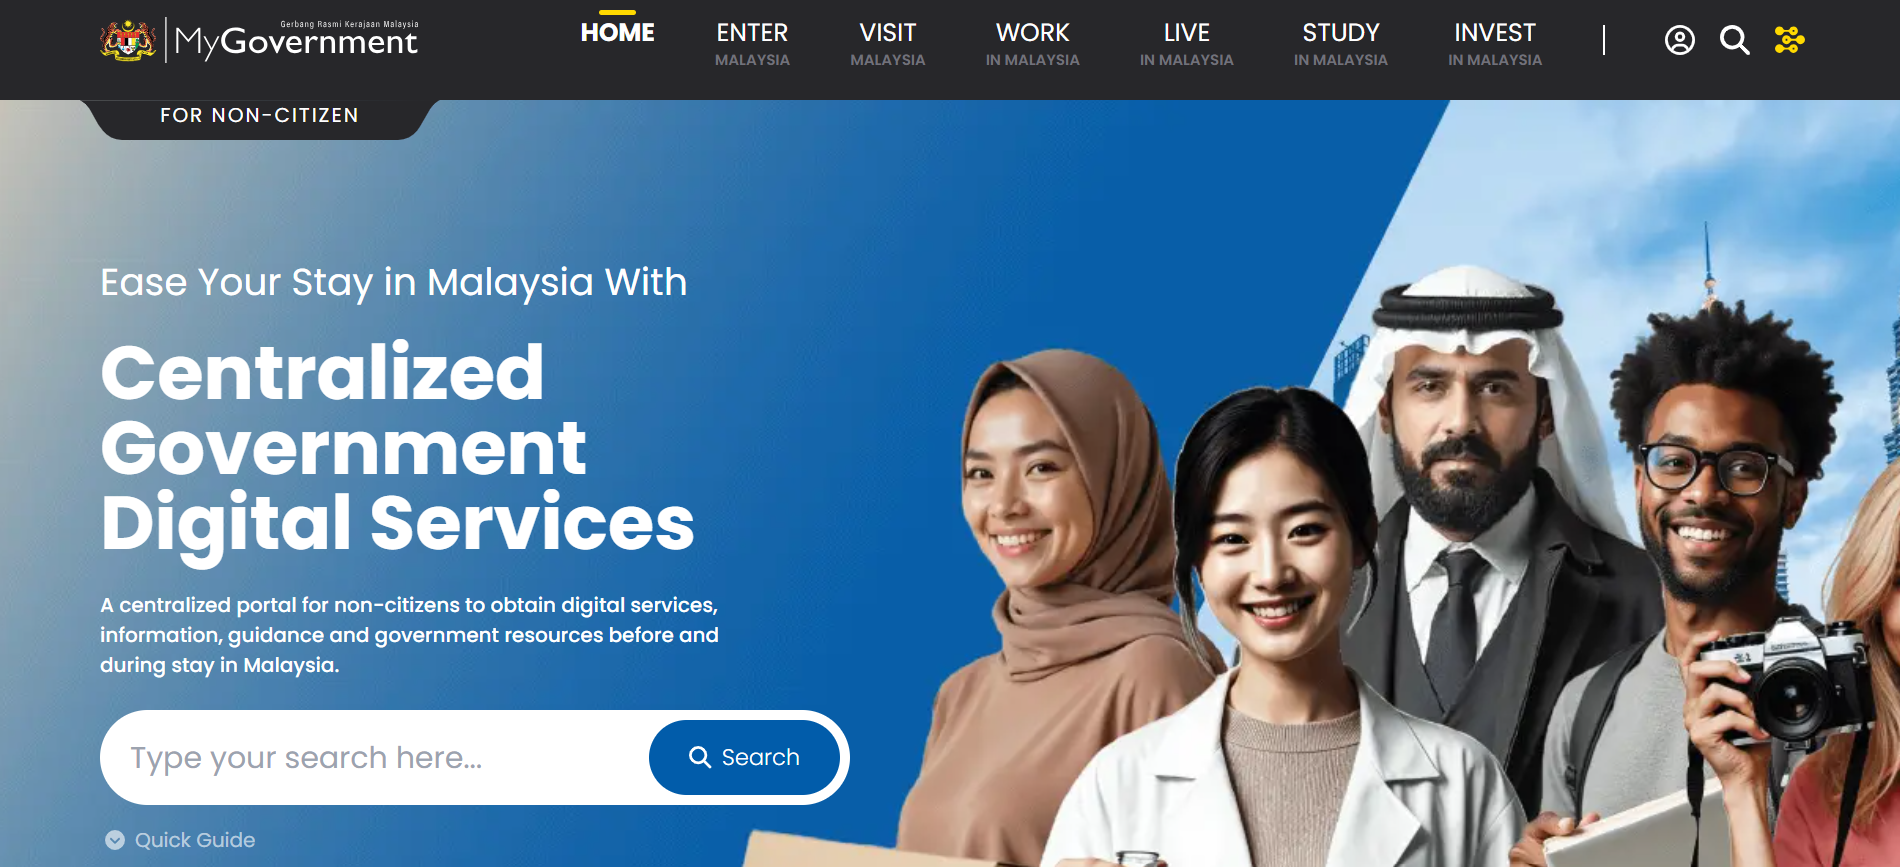 Gerbang Rasmi Kerajaan Malaysia
MyGovernment
HOME
ENTER
MALAYSIA
VISIT
MALAYSIA
WORK
IN MALAYSIA
LIVE
IN MALAYSIA
STUDY
IN MALAYSIA
INVEST
IN MALAYSIA
FOR NON-CITIZEN
Ease Your Stay in Malaysia With
Centralized
Government
Digital Services
A centralized portal for non-citizens to obtain digital services,
information, guidance and government resources before and
during stay in Malaysia.
Type your search here...
Search
Quick Guide